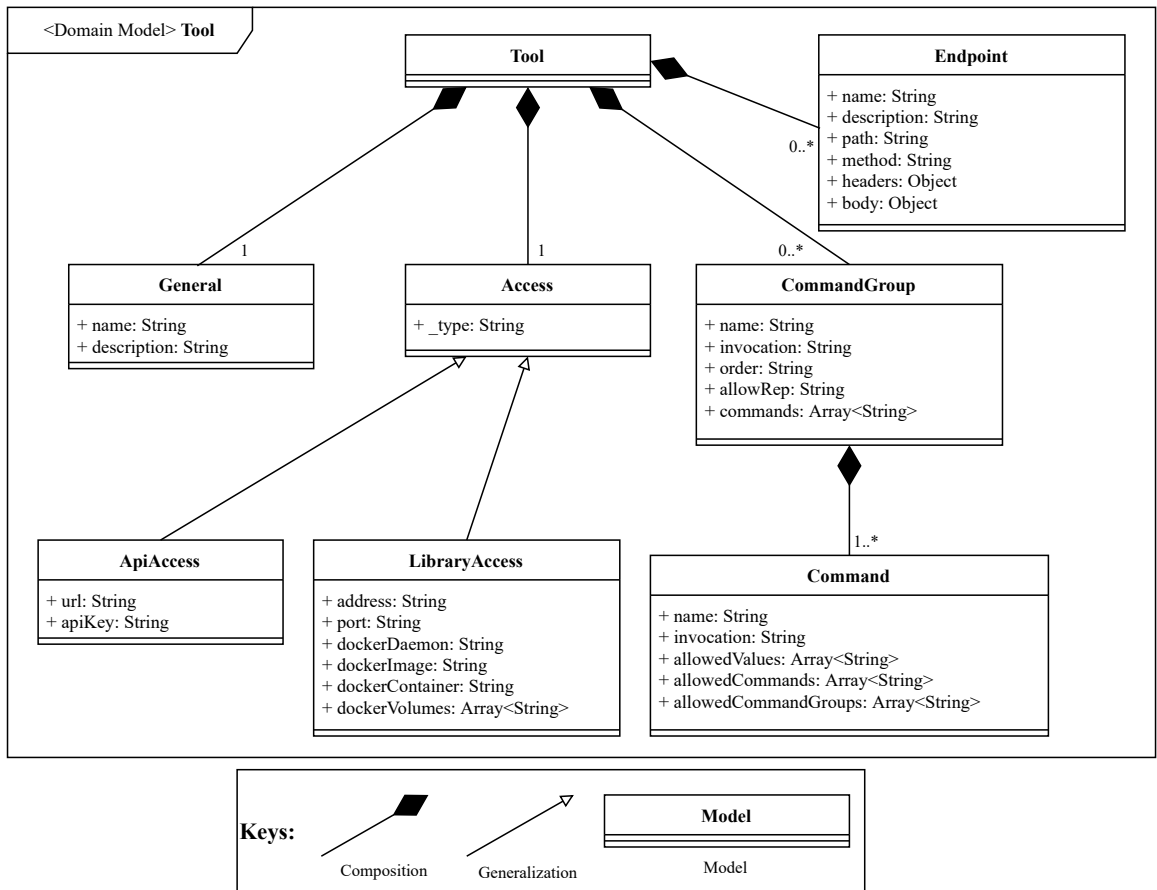 <Domain Model> Tool
Tool
Endpoint
+ name: String
+ description: String
+ path: String
+ method: String
+ headers: Object
+ body: Object
0..*
1
1
0..*
General
+ name: String
+ description: String
Access
+ _type: String
CommandGroup
+ name: String
+ invocation: String
+ order: String
+ allowRep: String
+ commands: Array<String>
1..*
ApiAccess
+ url: String
+ apiKey: String
LibraryAccess
+ address: String
+ port: String
+ dockerDaemon: String
+ dockerImage: String
+ dockerContainer: String
+ dockerVolumes: Array<String>
Command
+ name: String
+ invocation: String
+ allowedValues: Array<String>
+ allowedCommands: Array<String>
+ allowedCommandGroups: Array<String>
Keys:
Composition
Generalization
Model
Model